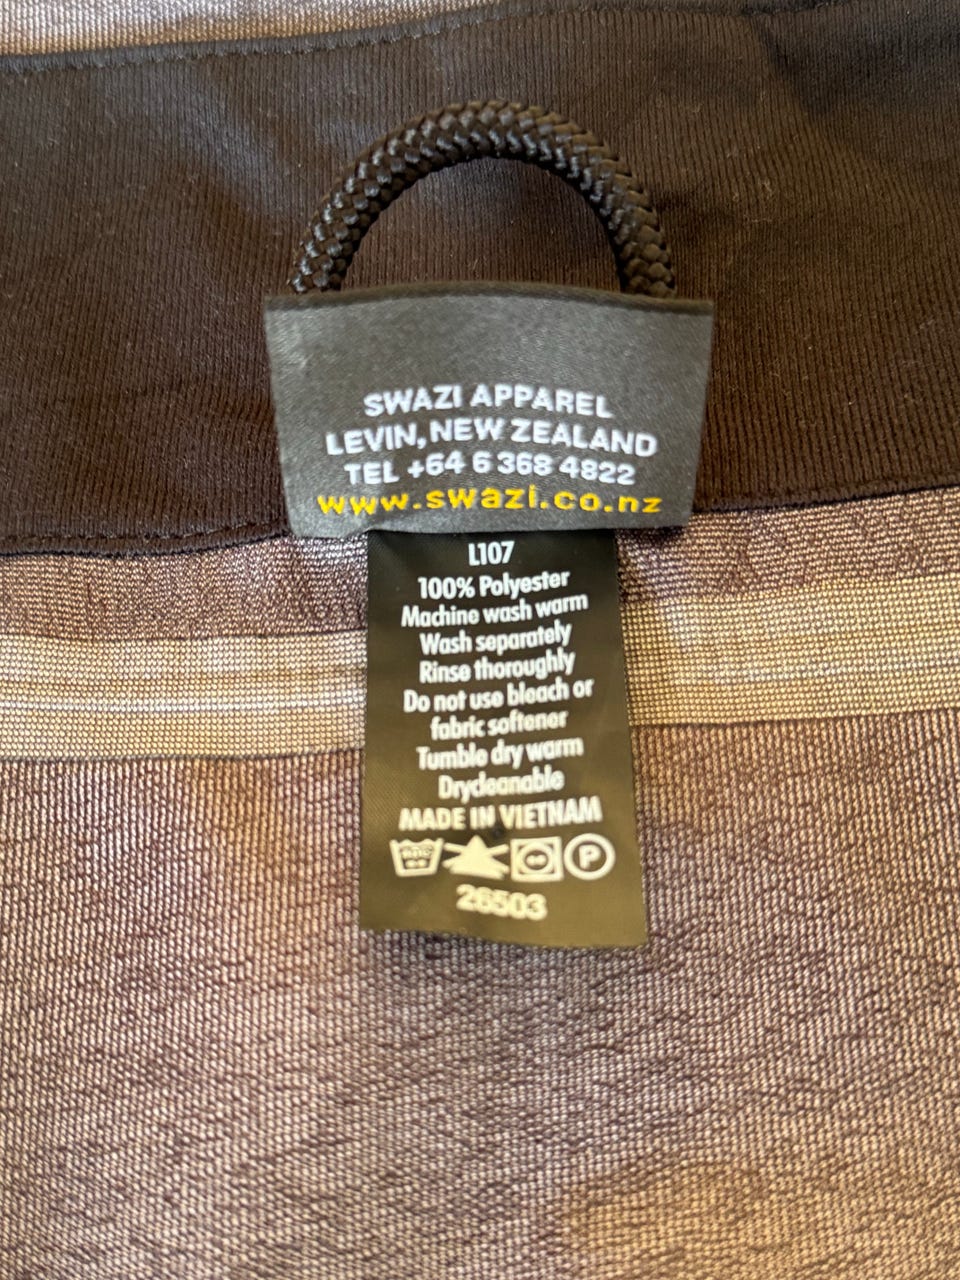 SWAZI APPAREL
LEVIN, NEW ZEALAND
TEL +64 6 368 4822
www.swazi.co.nz
L107
100% Polyester
Machine wash warm
Wash separately
Rinse thoroughly
Do not use bleach or
fabric softener
Tumble dry warm
Drycleanable
MADE IN VIETNAM
P
26503